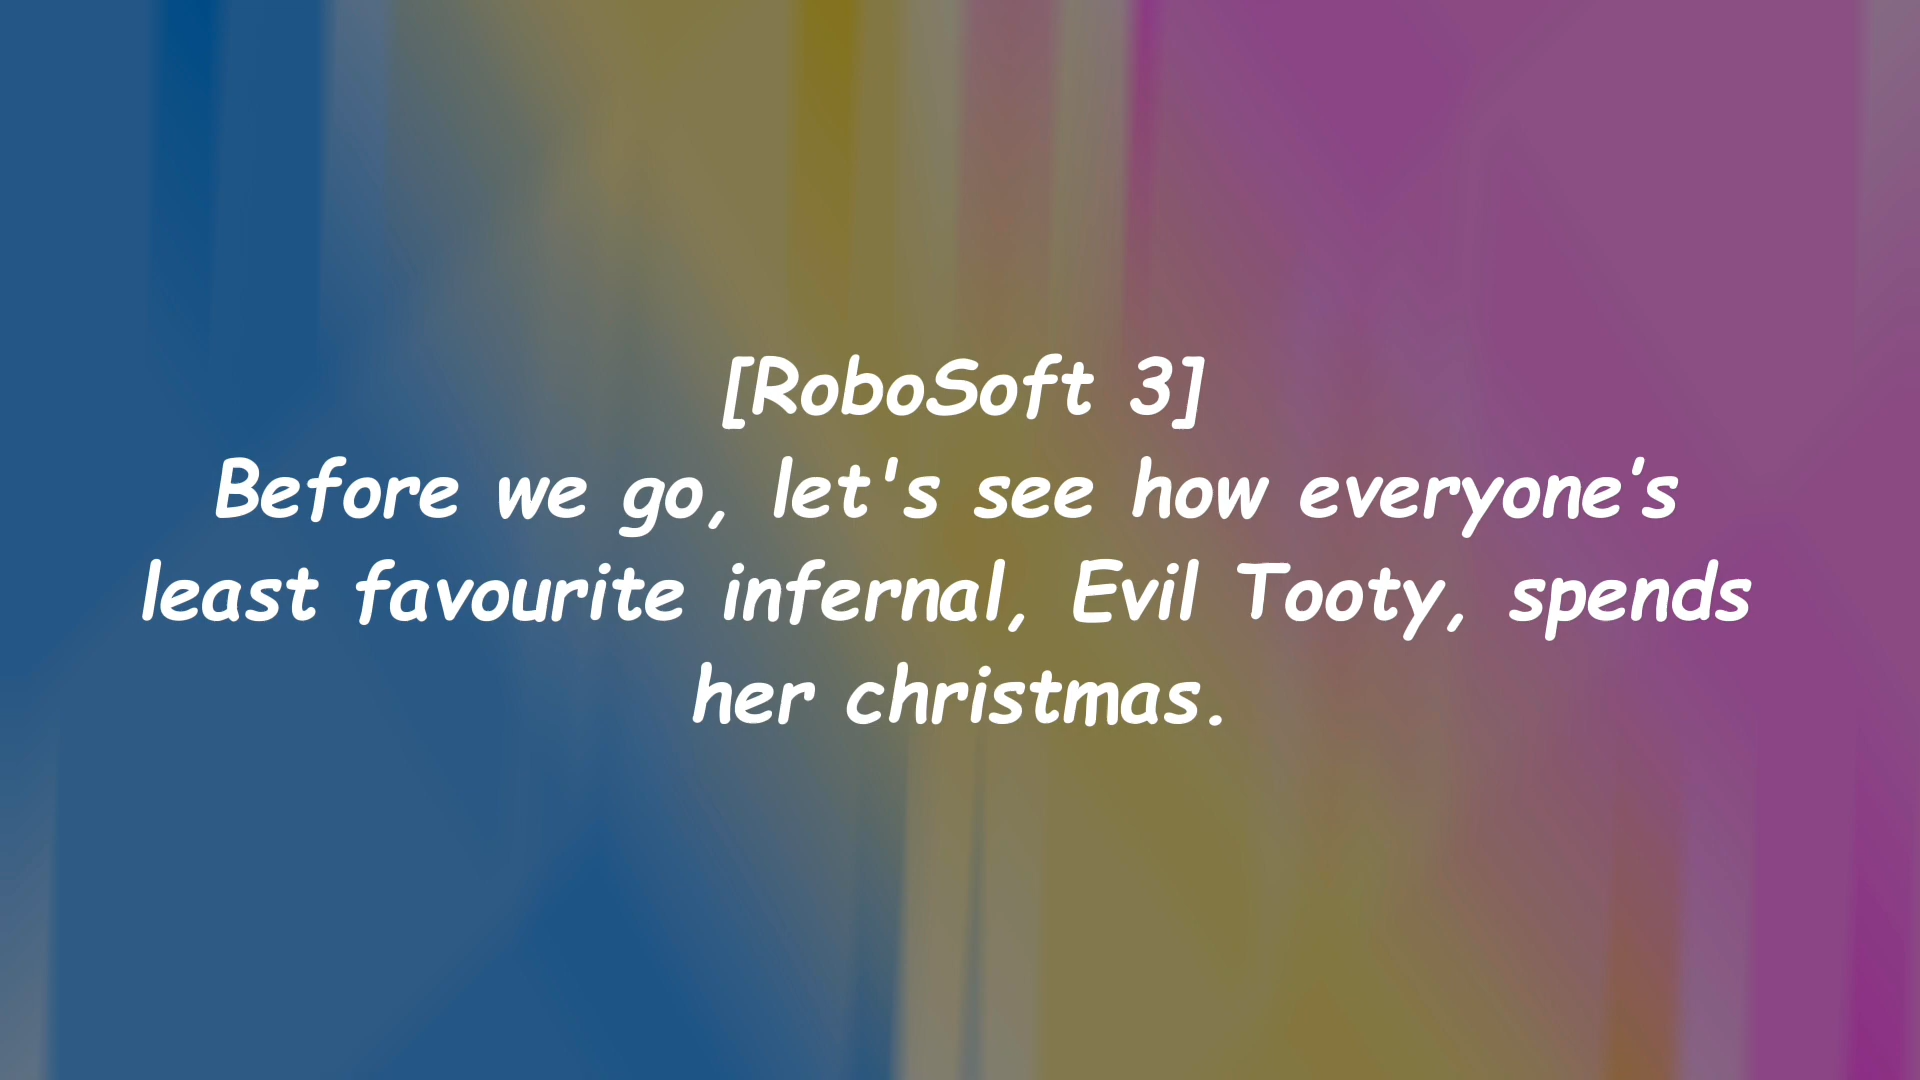 [RoboSoft 3]
Before we go, let's see how everyone’s
least favourite infernal, Evil Tooty, spends
her christmas.